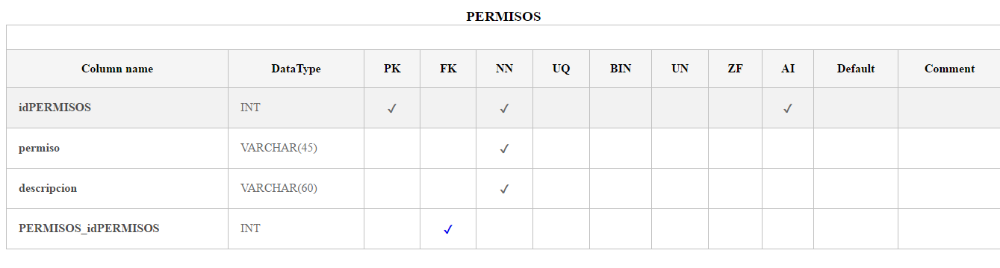 PERMISOS
Column name DataType PK FK NN UQ BIN UN ZF AI Default Comment
idPERMISOS INT ✓ ✓ ✓
permiso VARCHAR(45) ✓
descripcion VARCHAR(60) ✓
PERMISOS_idPERMISOS INT ✓